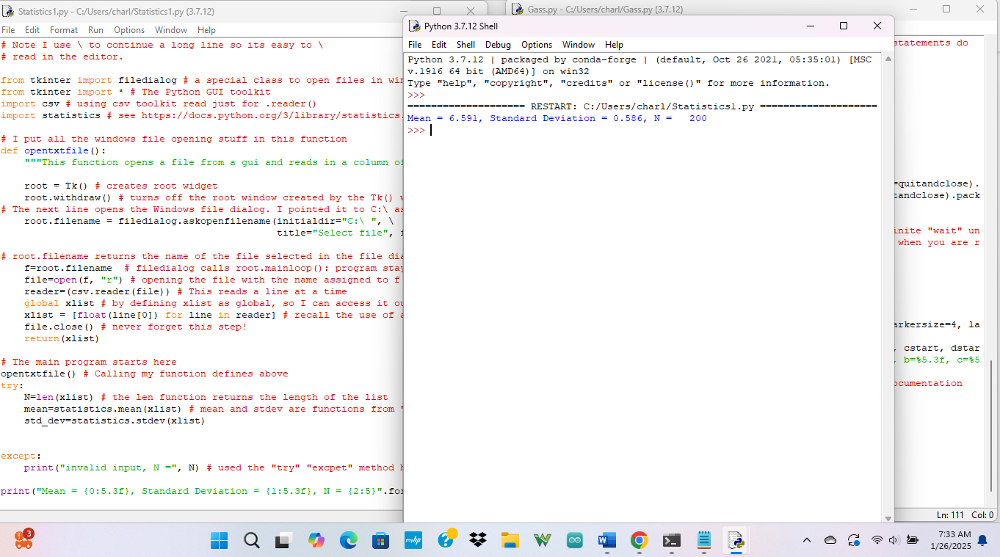 Statistics1.py - C:/Users/charl/Statistics1.py (3.7.12)
File Edit Format Run Options Window Help
# Note I use \ to continue a long line so its easy to \
# read in the editor.
from tkinter import filedialog # a special class to open files in win
from tkinter import * # The Python GUI toolkit
import csv # using csv toolkit read just for .reader()
import statistics # see https://docs.python.org/3/library/statistics.
# I put all the windows file opening stuff in this function
def opentxtfile():
"""This function opens a file from a gui and reads in a column of
root = Tk() # creates root widget
root.withdraw() # turns off the root window created by the Tk() w
# The next line opens the Windows file dialog. I pointed it to C:\ as
root.filename = filedialog.askopenfilename(initialdir="C:\ ", \
title="Select file", f
# root.filename returns the name of the file selected in the file dia
f=root.filename # filedialog calls root.mainloop(): program stay
file=open(f, "r") # opening the file with the name assigned to f
reader=(csv.reader(file)) # This reads a line at a time
global xlist # by defining xlist as global, so I can access it ou
xlist = [float(line[0]) for line in reader] # recall the use of a
file.close() # never forget this step!
return(xlist)
# The main program starts here
opentxtfile() # Calling my function defines above
try:
N=len(xlist) # the len function returns the length of the list
mean=statistics.mean(xlist) # mean and stdev are functions from "
std_dev=statistics.stdev(xlist)
except:
print("invalid input, N =", N) # used the "try" "excpet" method h
print("Mean = {0:5.3f}, Standard Deviation = {1:5.3f}, N = {2:5}".fo
Python 3.7.12 Shell
File Edit Shell Debug Options Window Help
Python 3.7.12 | packaged by conda-forge | (default, Oct 26 2021, 05:35:01) [MSC
v.1916 64 bit (AMD64)] on win32
Type "help", "copyright", "credits" or "license()" for more information.
>>>
==================== RESTART: C:/Users/charl/Statistics1.py ====================
Mean = 6.591, Standard Deviation = 0.586, N =   200
>>>
Gass.py - C:/Users/charl/Gass.py (3.7.12)
statements do
=quitandclose).
tandclose).pack
inite "wait" un
when you are r
arkersize=4, la
, cstart, dstar
, b=%5.3f, c=%5
ocumentation
Ln: 111 Col: 0
3
myhp
7:33 AM
1/26/2025